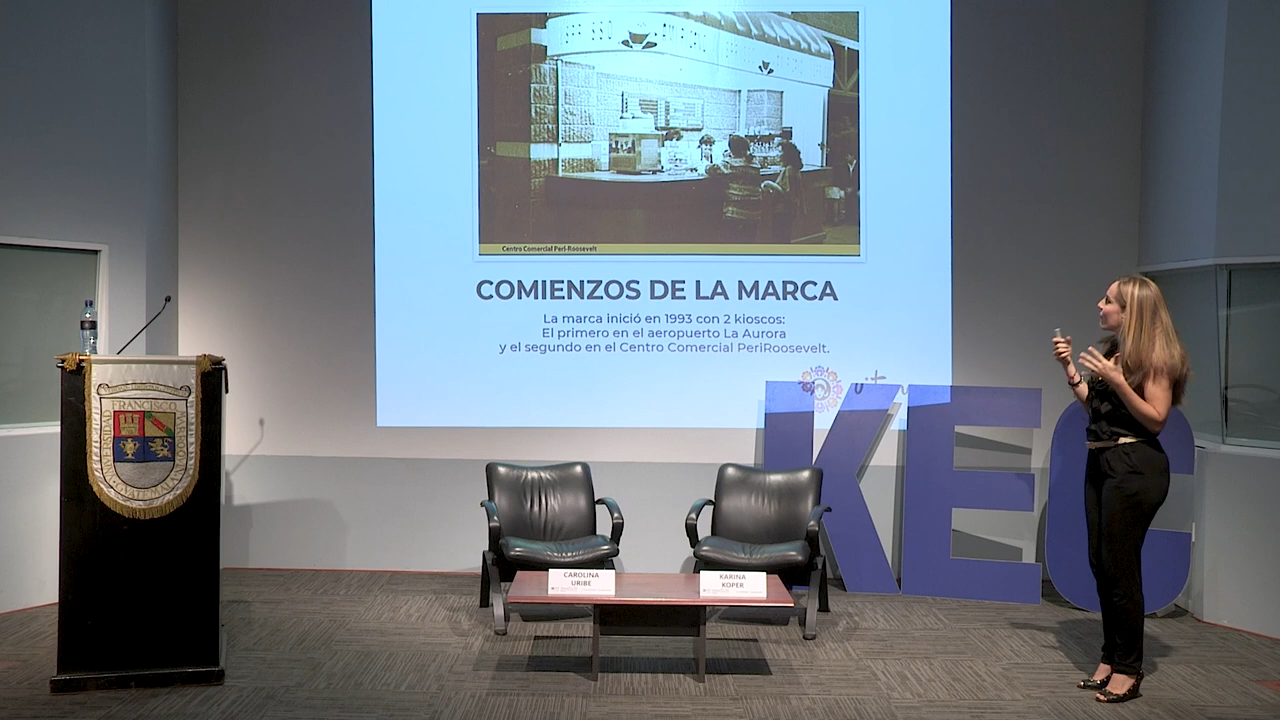 Centro Comercial Peri-Roosevelt
COMIENZOS DE LA MARCA
La marca inició en 1993 con 2 kioscos:
El primero en el aeropuerto La Aurora
y el segundo en el Centro Comercial PeriRoosevelt.
KEC
UNIVERSIDAD FRANCISCO
CAROLINA
URIBE
KARINA
KOPER